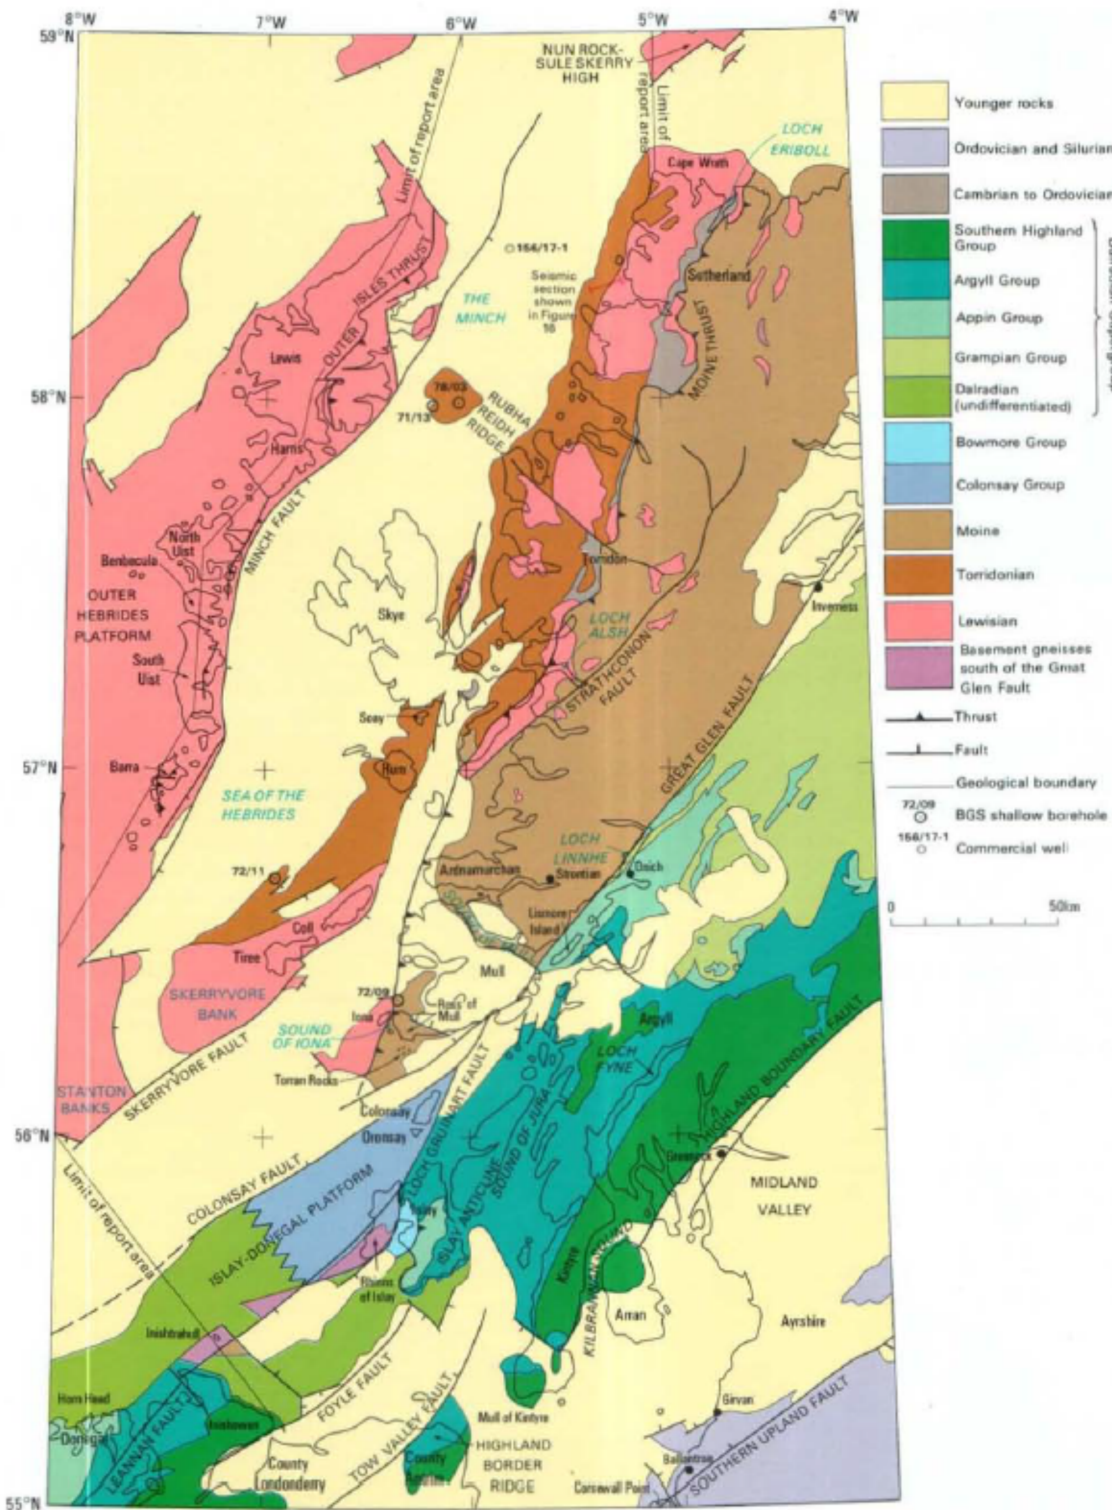 8°W
7°W
6°W
5°W
4°W
59°N
58°N
57°N
56°N
55°N
NUN ROCK-
SULE SKERRY
HIGH
Limit of report area
Limit of
report area
LOCH
ERIBOLL
Cape Wrath
156/17-1
Seismic
section
shown
in Figure
16
Sutherland
THE
MINCH
OUTER ISLES THRUST
Lewis
MOINE THRUST
78/03
71/13
RUBHA
REIDH
RIDGE
Harris
MINCH FAULT
North
Uist
Benbecula
OUTER
HEBRIDES
PLATFORM
South
Uist
Torridon
Skye
Inverness
LOCH
ALSH
STRATHCONON
FAULT
GREAT GLEN FAULT
Soay
Rum
Barra
SEA OF THE
HEBRIDES
LOCH
LINNHE
72/11
Ardnamurchan
Strontian
Onich
Lismore
Island
Coll
Tiree
Mull
SKERRYVORE
BANK
72/09
Iona
Ross of
Mull
SOUND
OF IONA
Argyll
LOCH
FYNE
Torran Rocks
SKERRYVORE FAULT
STANTON
BANKS
HIGHLAND BOUNDARY FAULT
Colonsay
Oronsay
LOCH GRUINART FAULT
SOUND OF JURA
Greenock
MIDLAND
VALLEY
Limit of report area
COLONSAY FAULT
ISLAY-DONEGAL PLATFORM
Islay
ISLAY ANTICLINE
Rhinns
of Islay
Kintyre
KILBRANNAN SOUND
Arran
Ayrshire
Inishtrahull
Horn Head
Donegal
LEANNAN FAULT
Inishowen
FOYLE FAULT
TOW VALLEY FAULT
County
Londonderry
County
Antrim
Mull of Kintyre
HIGHLAND
BORDER
RIDGE
Girvan
Ballantrae
Corsewall Point
SOUTHERN UPLAND FAULT
Younger rocks
Ordovician and Silurian
Cambrian to Ordovician
Southern Highland
Group
Argyll Group
Appin Group
Grampian Group
Dalradian
(undifferentiated)
Bowmore Group
Colonsay Group
Moine
Torridonian
Lewisian
Basement gneisses
south of the Great
Glen Fault
Thrust
Fault
Geological boundary
72/09
BGS shallow borehole
156/17-1
Commercial well
0
50km